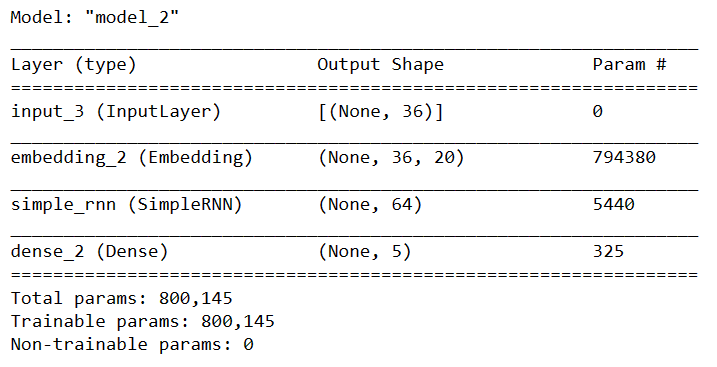 Model: "model_2"
_________________________________________________________________
Layer (type)                 Output Shape              Param #
=================================================================
input_3 (InputLayer)         [(None, 36)]              0
_________________________________________________________________
embedding_2 (Embedding)      (None, 36, 20)            794380
_________________________________________________________________
simple_rnn (SimpleRNN)       (None, 64)                5440
_________________________________________________________________
dense_2 (Dense)              (None, 5)                 325
=================================================================
Total params: 800,145
Trainable params: 800,145
Non-trainable params: 0